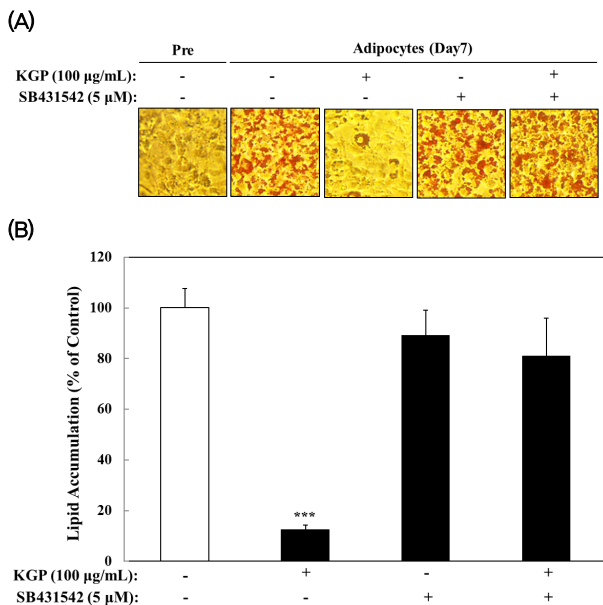 (A)
Pre Adipocytes (Day7)
KGP (100 μg/mL): - - + - +
SB431542 (5 μM): - - - + +
(B)
120
100
80
60
40
20
0
Lipid Accumulation (% of Control)
***
KGP (100 μg/mL): - + - +
SB431542 (5 μM): - - + +